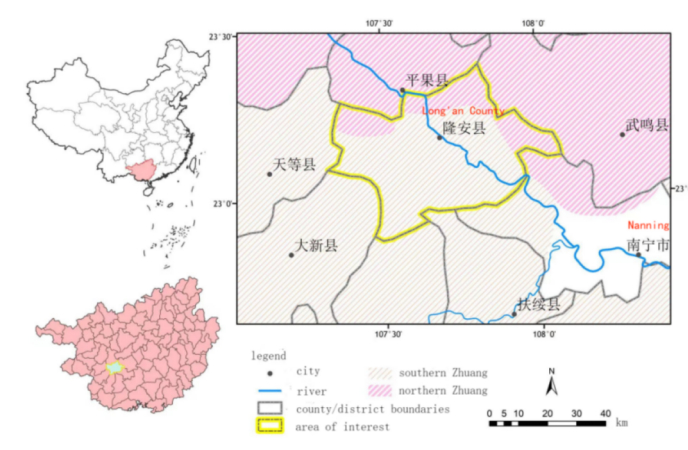 107°30'
108°0'
23°30'
平果县
Long'an County
隆安县
武鸣县
天等县
23°0'
Nanning
大新县
南宁市
扶绥县
107°30'
108°0'
legend
city
southern Zhuang
river
northern Zhuang
county/district boundaries
area of interest
N
0 5 10 20 30 40
km